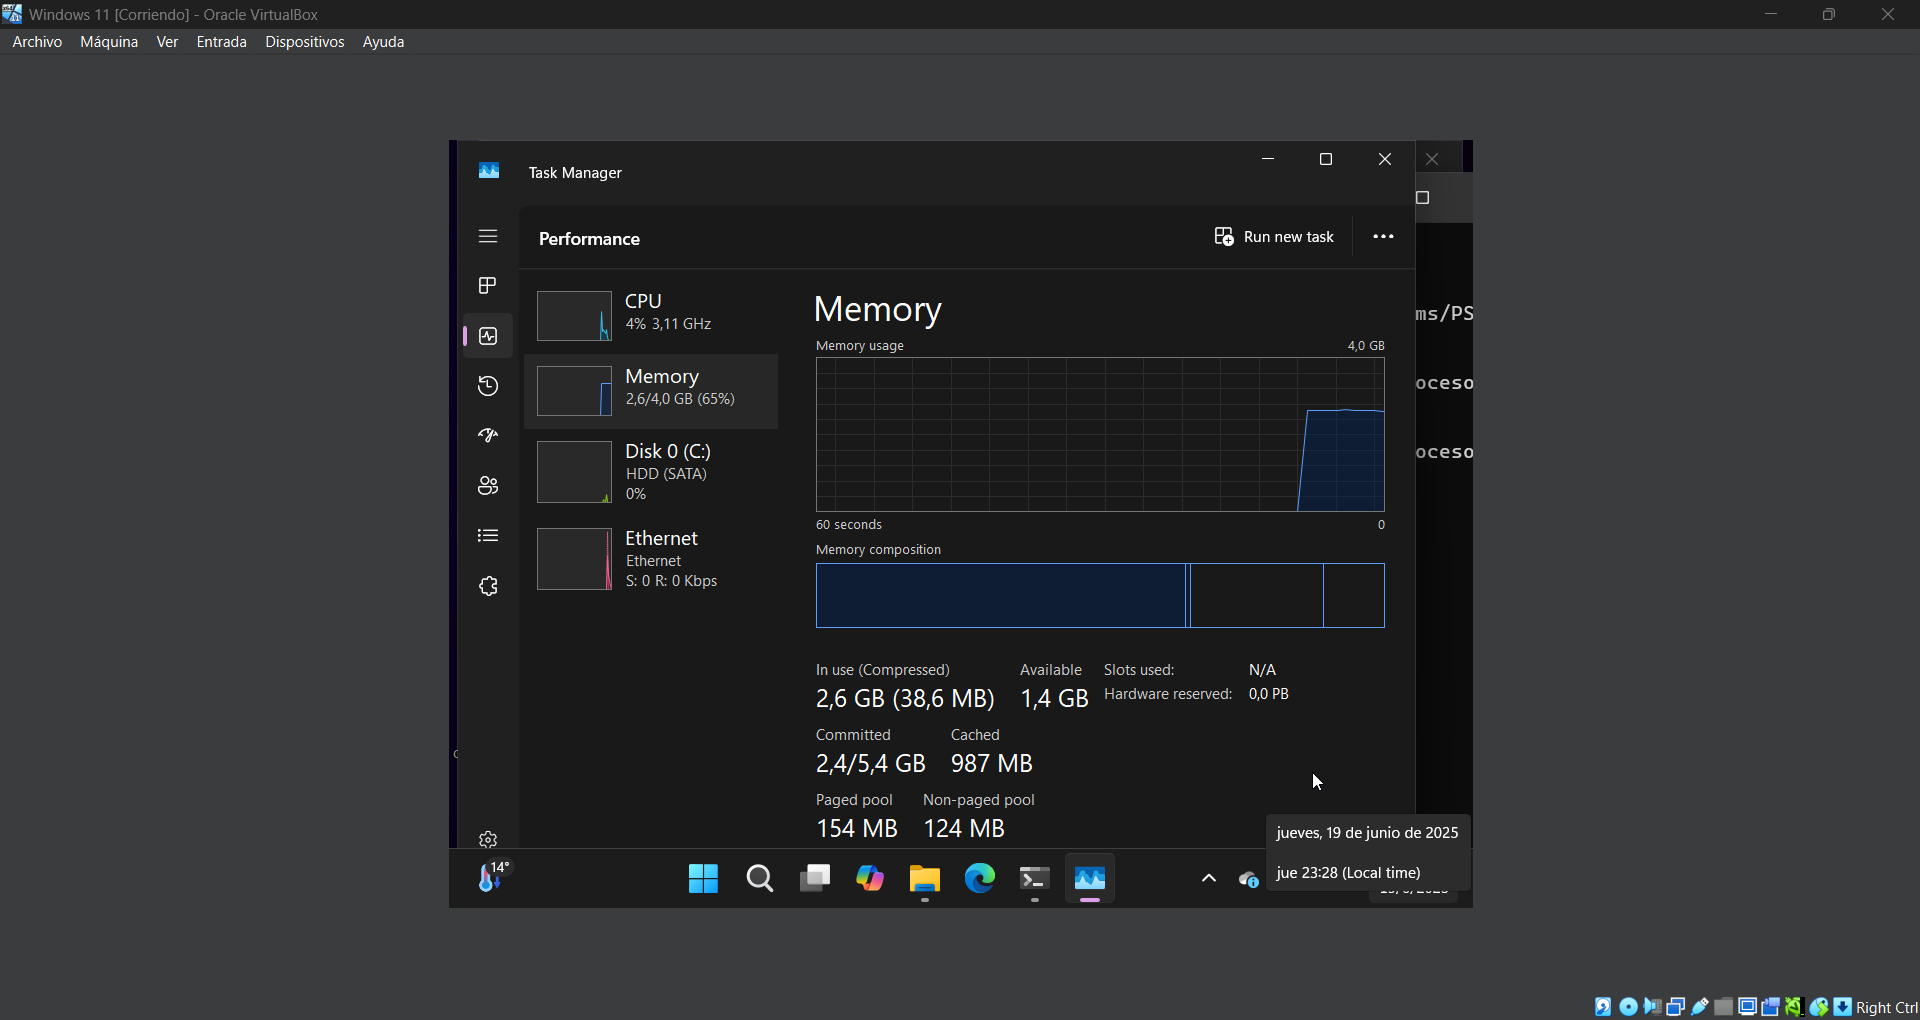 Windows 11 [Corriendo] - Oracle VirtualBox
Archivo Máquina Ver Entrada Dispositivos Ayuda
Task Manager
Performance
Run new task
CPU
4% 3,11 GHz
Memory
2,6/4,0 GB (65%)
Disk 0 (C:)
HDD (SATA)
0%
Ethernet
Ethernet
S: 0 R: 0 Kbps
Memory
Memory usage 4,0 GB
60 seconds 0
Memory composition
In use (Compressed) Available
2,6 GB (38,6 MB) 1,4 GB
Slots used: N/A
Hardware reserved: 0,0 PB
Committed Cached
2,4/5,4 GB 987 MB
Paged pool Non-paged pool
154 MB 124 MB
ms/PS
oceso
oceso
jueves, 19 de junio de 2025
jue 23:28 (Local time)
14°
Right Ctrl